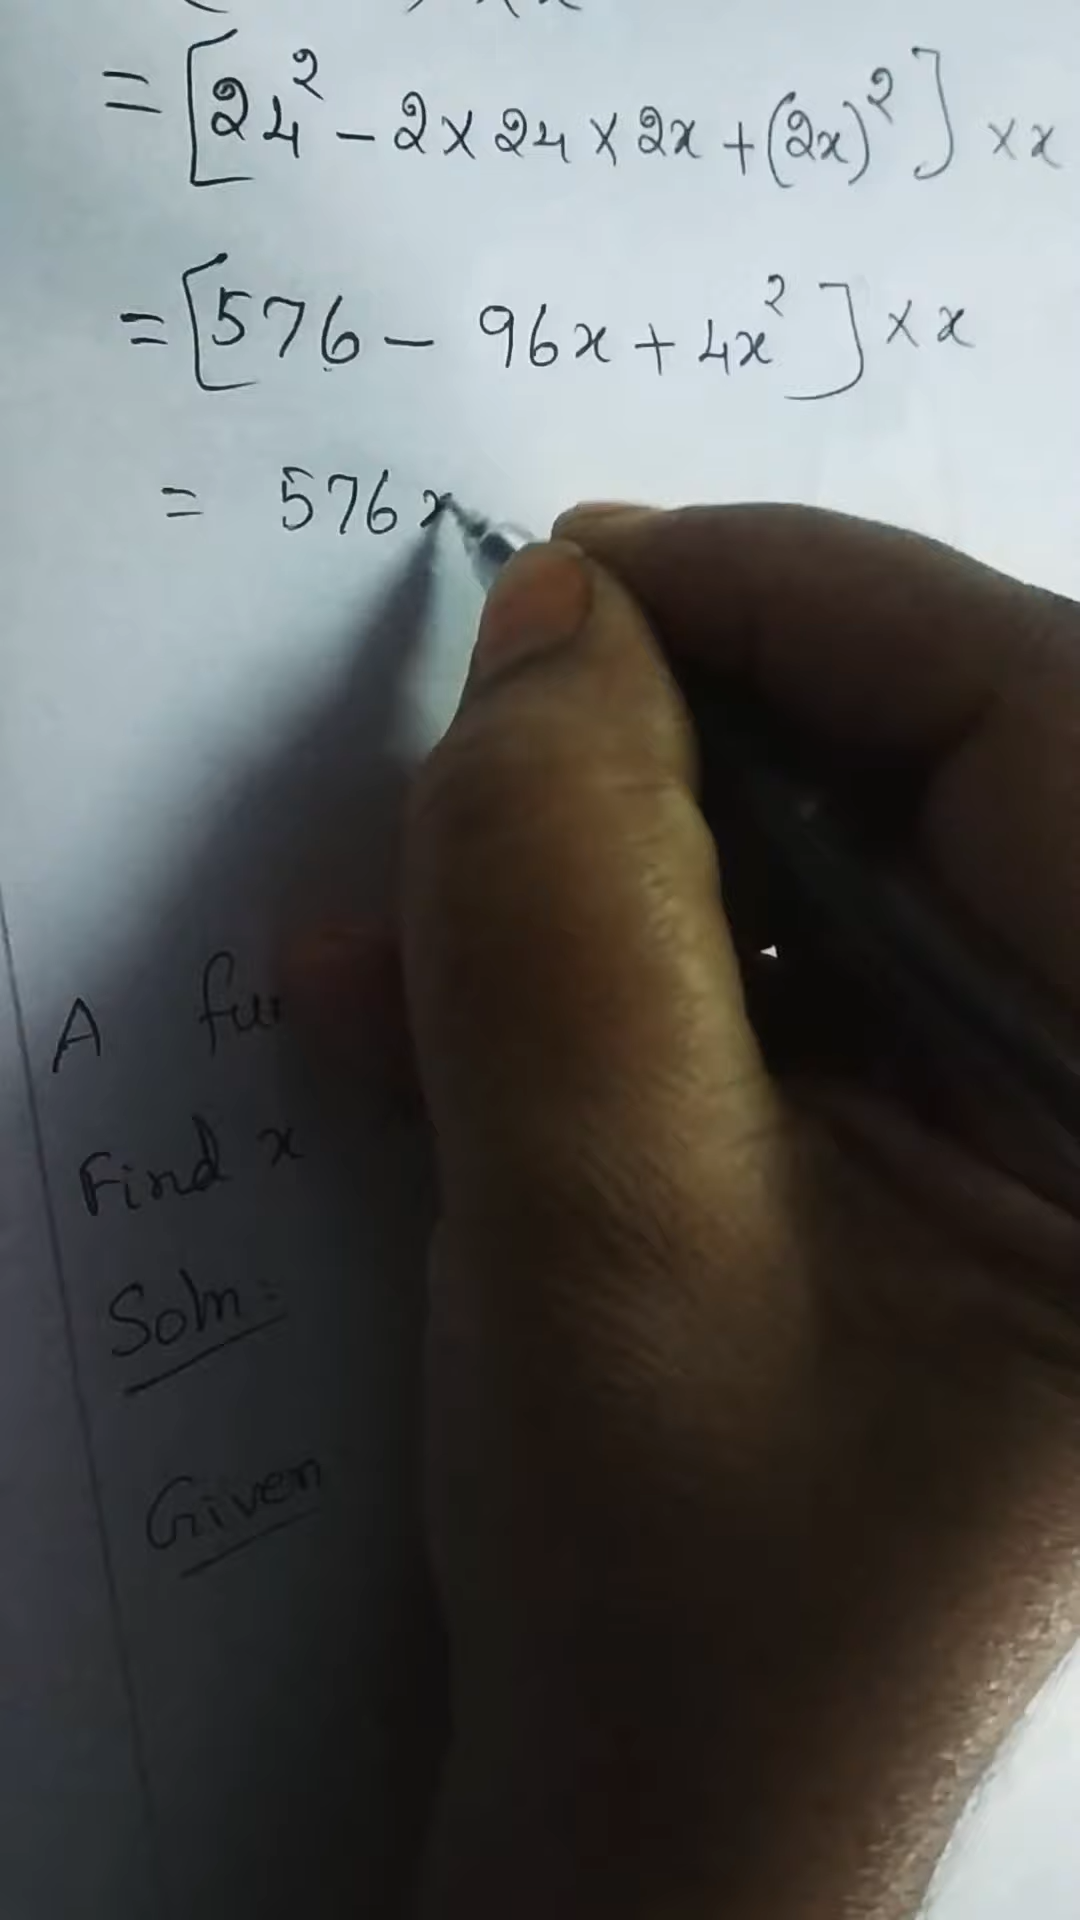 = [24² - 2 × 24 × 2x + (2x)²] × x
= [576 - 96x + 4x²] × x
= 576x
A
Find x
Soln:
Given